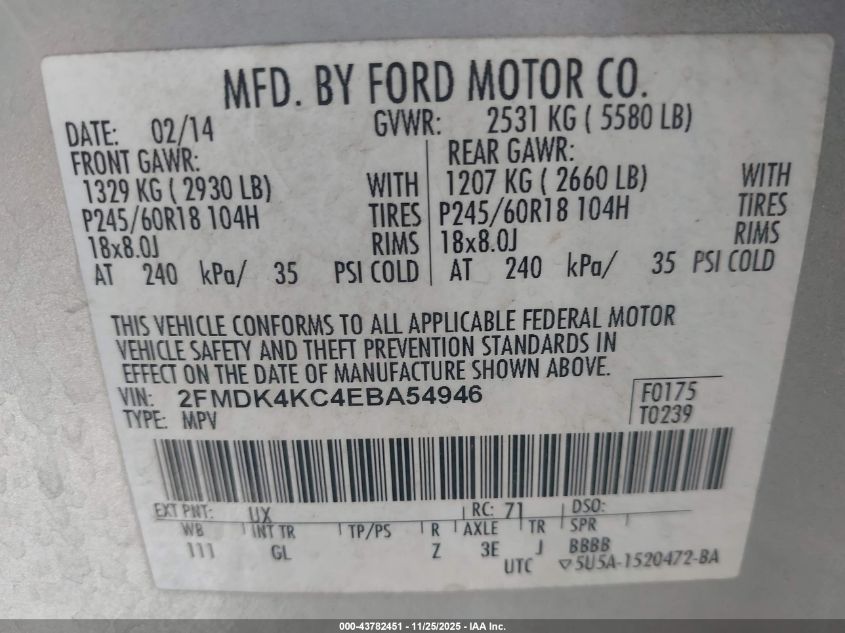 MFD. BY FORD MOTOR CO.
DATE: 02/14 GVWR: 2531 KG ( 5580 LB)
FRONT GAWR: REAR GAWR:
1329 KG ( 2930 LB) WITH 1207 KG ( 2660 LB) WITH
P245/60R18 104H TIRES P245/60R18 104H TIRES
18x8.0J RIMS 18x8.0J RIMS
AT 240 kPa/ 35 PSI COLD AT 240 kPa/ 35 PSI COLD
THIS VEHICLE CONFORMS TO ALL APPLICABLE FEDERAL MOTOR
VEHICLE SAFETY AND THEFT PREVENTION STANDARDS IN
EFFECT ON THE DATE OF MANUFACTURE SHOWN ABOVE.
VIN: 2FMDK4KC4EBA54946 F0175
TYPE: MPV T0239
EXT PNT: UX RC: 71 DSO:
WB INT TR TP/PS R AXLE TR SPR
111 GL Z 3E J BBBB
UTC ▽5U5A-1520472-BA
000-43782451 - 11/25/2025 - IAA Inc.